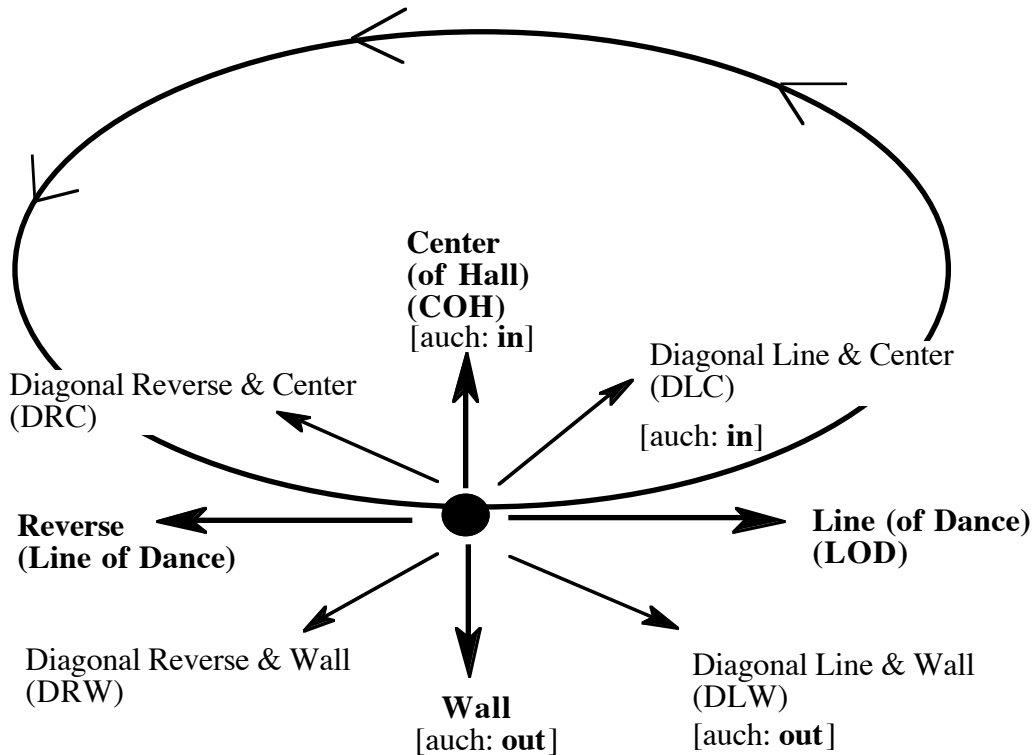 Center
(of Hall)
(COH)
[auch: in]
Diagonal Line & Center
(DLC)
[auch: in]
Diagonal Reverse & Center
(DRC)
Reverse
(Line of Dance)
Line (of Dance)
(LOD)
Diagonal Reverse & Wall
(DRW)
Wall
[auch: out]
Diagonal Line & Wall
(DLW)
[auch: out]